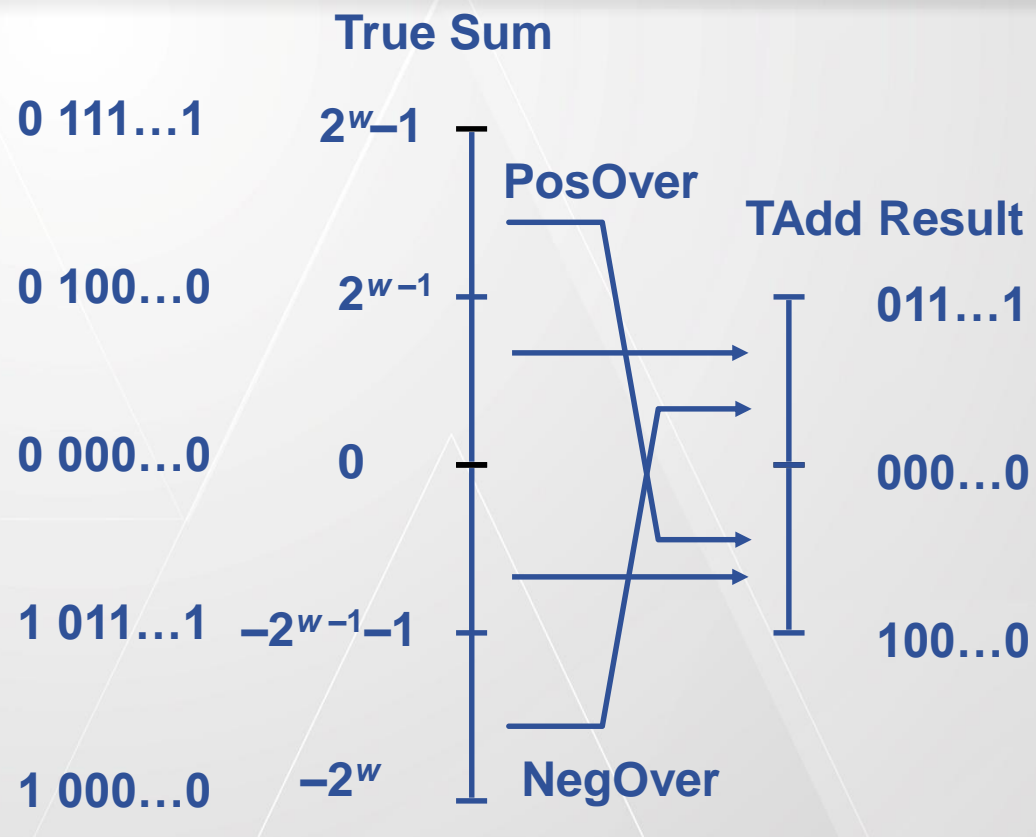 True Sum
0 111…1 2ʷ–1
PosOver
TAdd Result
0 100…0 2ʷ⁻¹ 011…1
0 000…0 0 000…0
1 011…1 –2ʷ⁻¹–1 100…0
1 000…0 –2ʷ NegOver